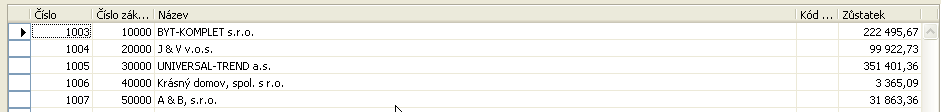 Číslo Číslo zák... Název Kód ... Zůstatek
1003 10000 BYT-KOMPLET s.r.o. 222 495,67
1004 20000 J & V v.o.s. 99 922,73
1005 30000 UNIVERSAL-TREND a.s. 351 401,36
1006 40000 Krásný domov, spol. s r.o. 3 365,09
1007 50000 A & B, s.r.o. 31 863,36